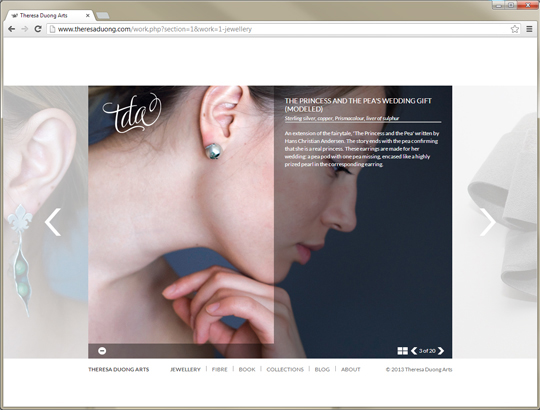 Theresa Duong Arts
www.theresaduong.com/work.php?section=1&work=1-jewellery
tda
THE PRINCESS AND THE PEA'S WEDDING GIFT
(MODELED)
Sterling silver, copper, Prismacolour, liver of sulphur
An extension of the fairytale, 'The Princess and the Pea' written by
Hans Christian Andersen. The story ends with the pea confirming
that she is a real princess. These earrings are made for her
wedding: a pea pod with one pea missing, encased like a highly
prized pearl in the corresponding earring.
3 of 20
THERESA DUONG ARTS JEWELLERY | FIBRE | BOOK | COLLECTIONS | BLOG | ABOUT © 2013 Theresa Duong Arts